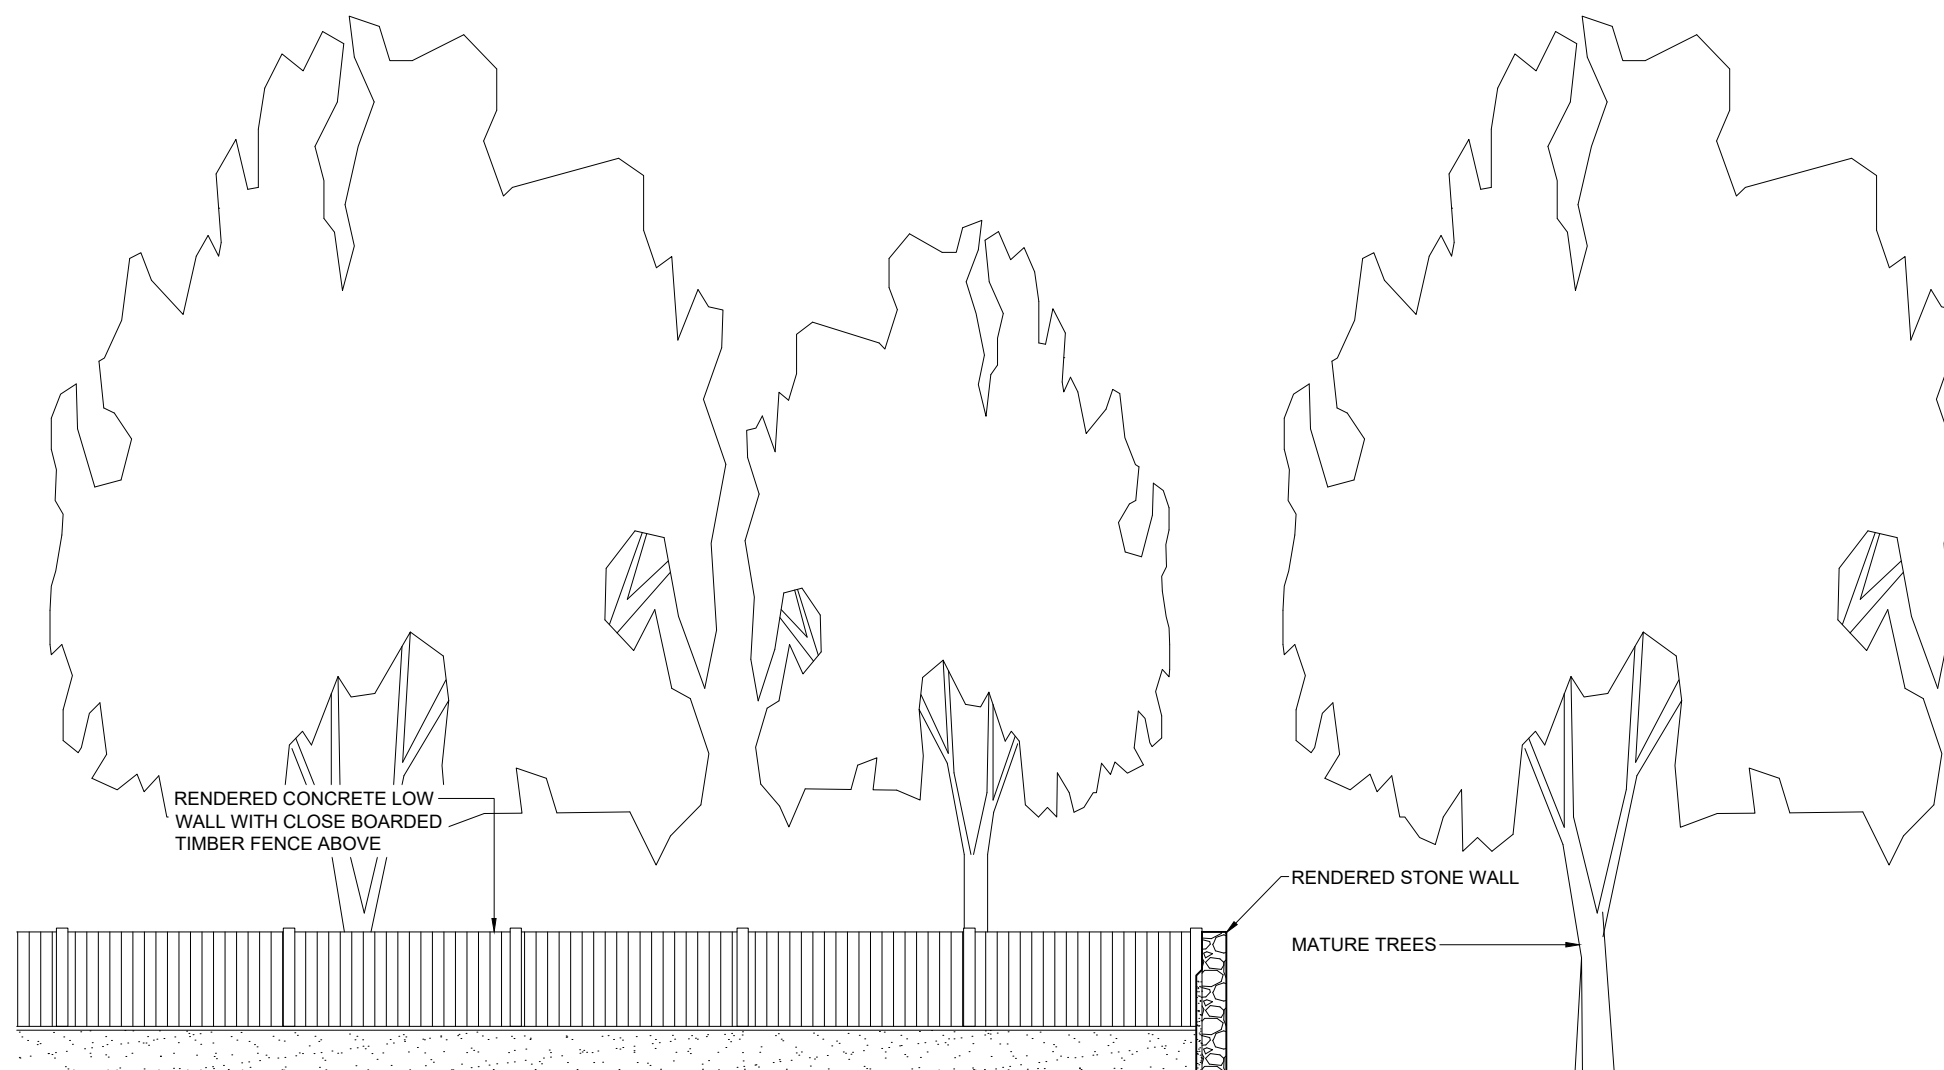 RENDERED CONCRETE LOW
WALL WITH CLOSE BOARDED
TIMBER FENCE ABOVE
RENDERED STONE WALL
MATURE TREES